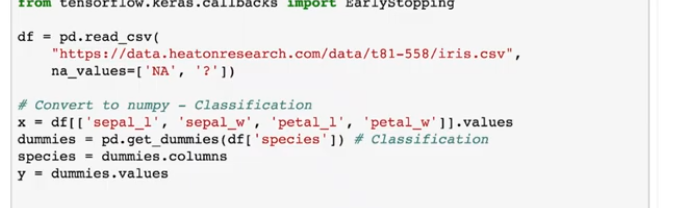 from tensorflow.keras.callbacks import EarlyStopping
df = pd.read_csv(
"https://data.heatonresearch.com/data/t81-558/iris.csv",
na_values=['NA', '?'])
# Convert to numpy - Classification
x = df[['sepal_l', 'sepal_w', 'petal_l', 'petal_w']].values
dummies = pd.get_dummies(df['species']) # Classification
species = dummies.columns
y = dummies.values